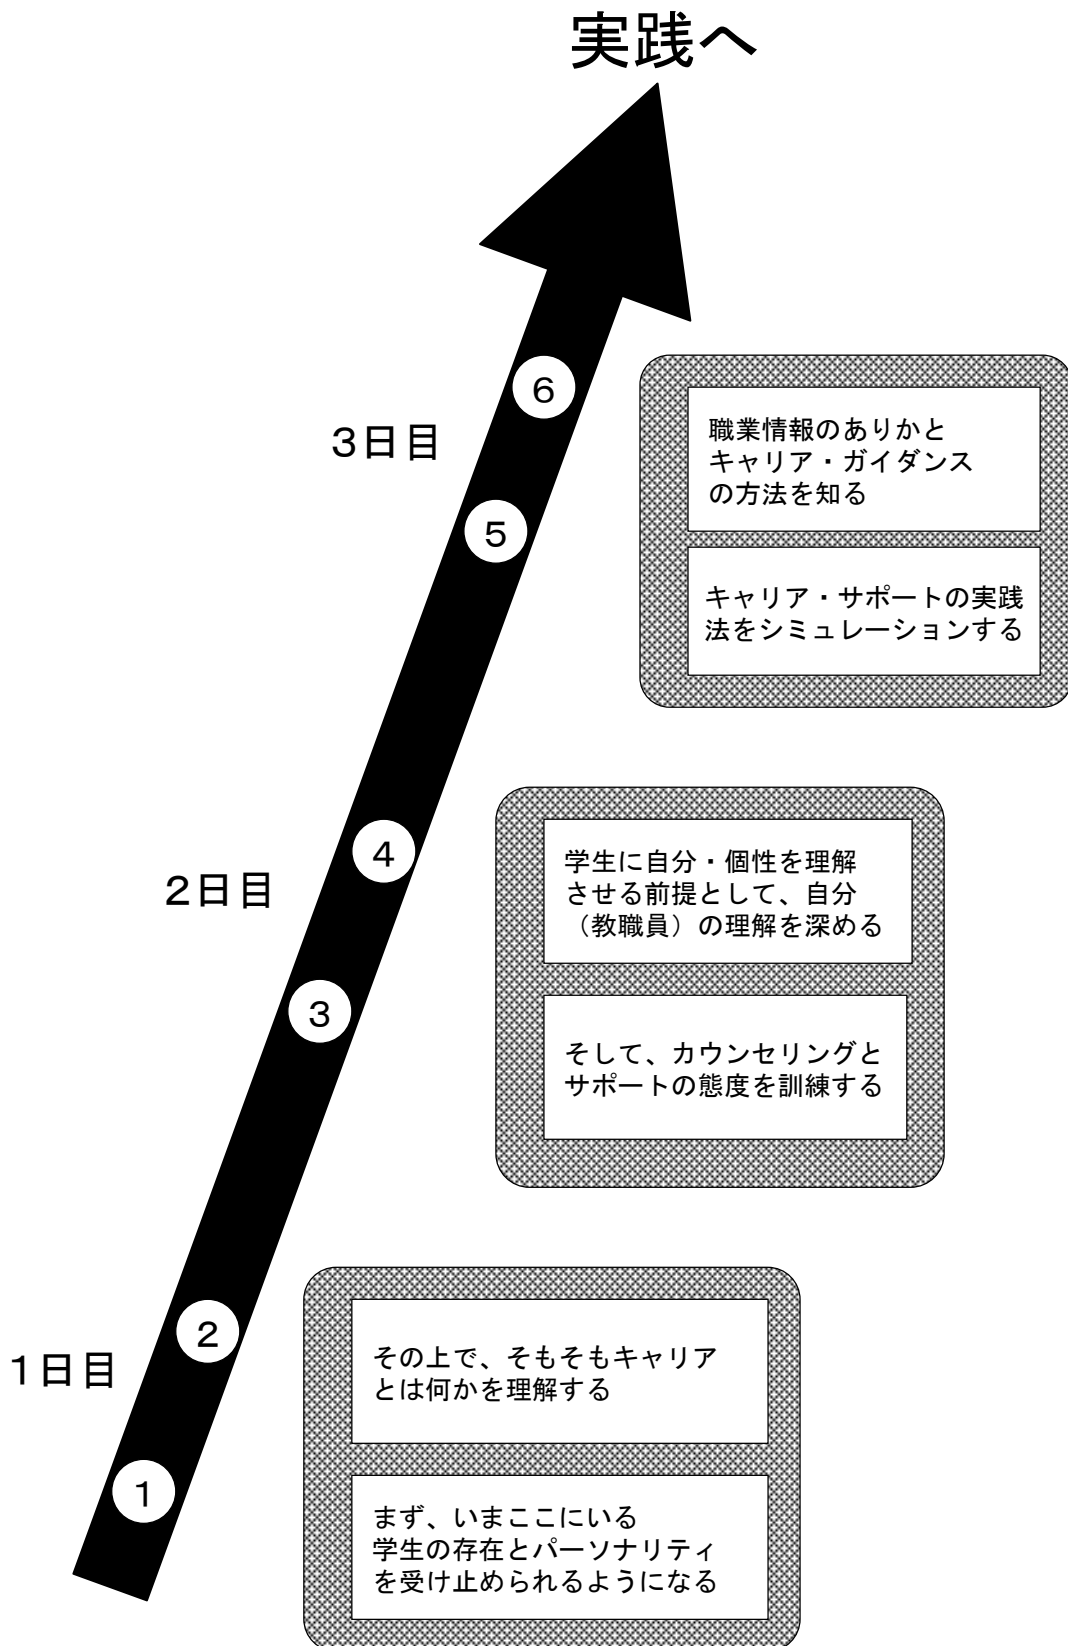 実践へ
6
3日目
5
職業情報のありかと
キャリア・ガイダンス
の方法を知る
キャリア・サポートの実践
法をシミュレーションする
4
2日目
3
学生に自分・個性を理解
させる前提として、自分
（教職員）の理解を深める
そして、カウンセリングと
サポートの態度を訓練する
2
1日目
1
その上で、そもそもキャリア
とは何かを理解する
まず、いまここにいる
学生の存在とパーソナリティ
を受け止められるようになる